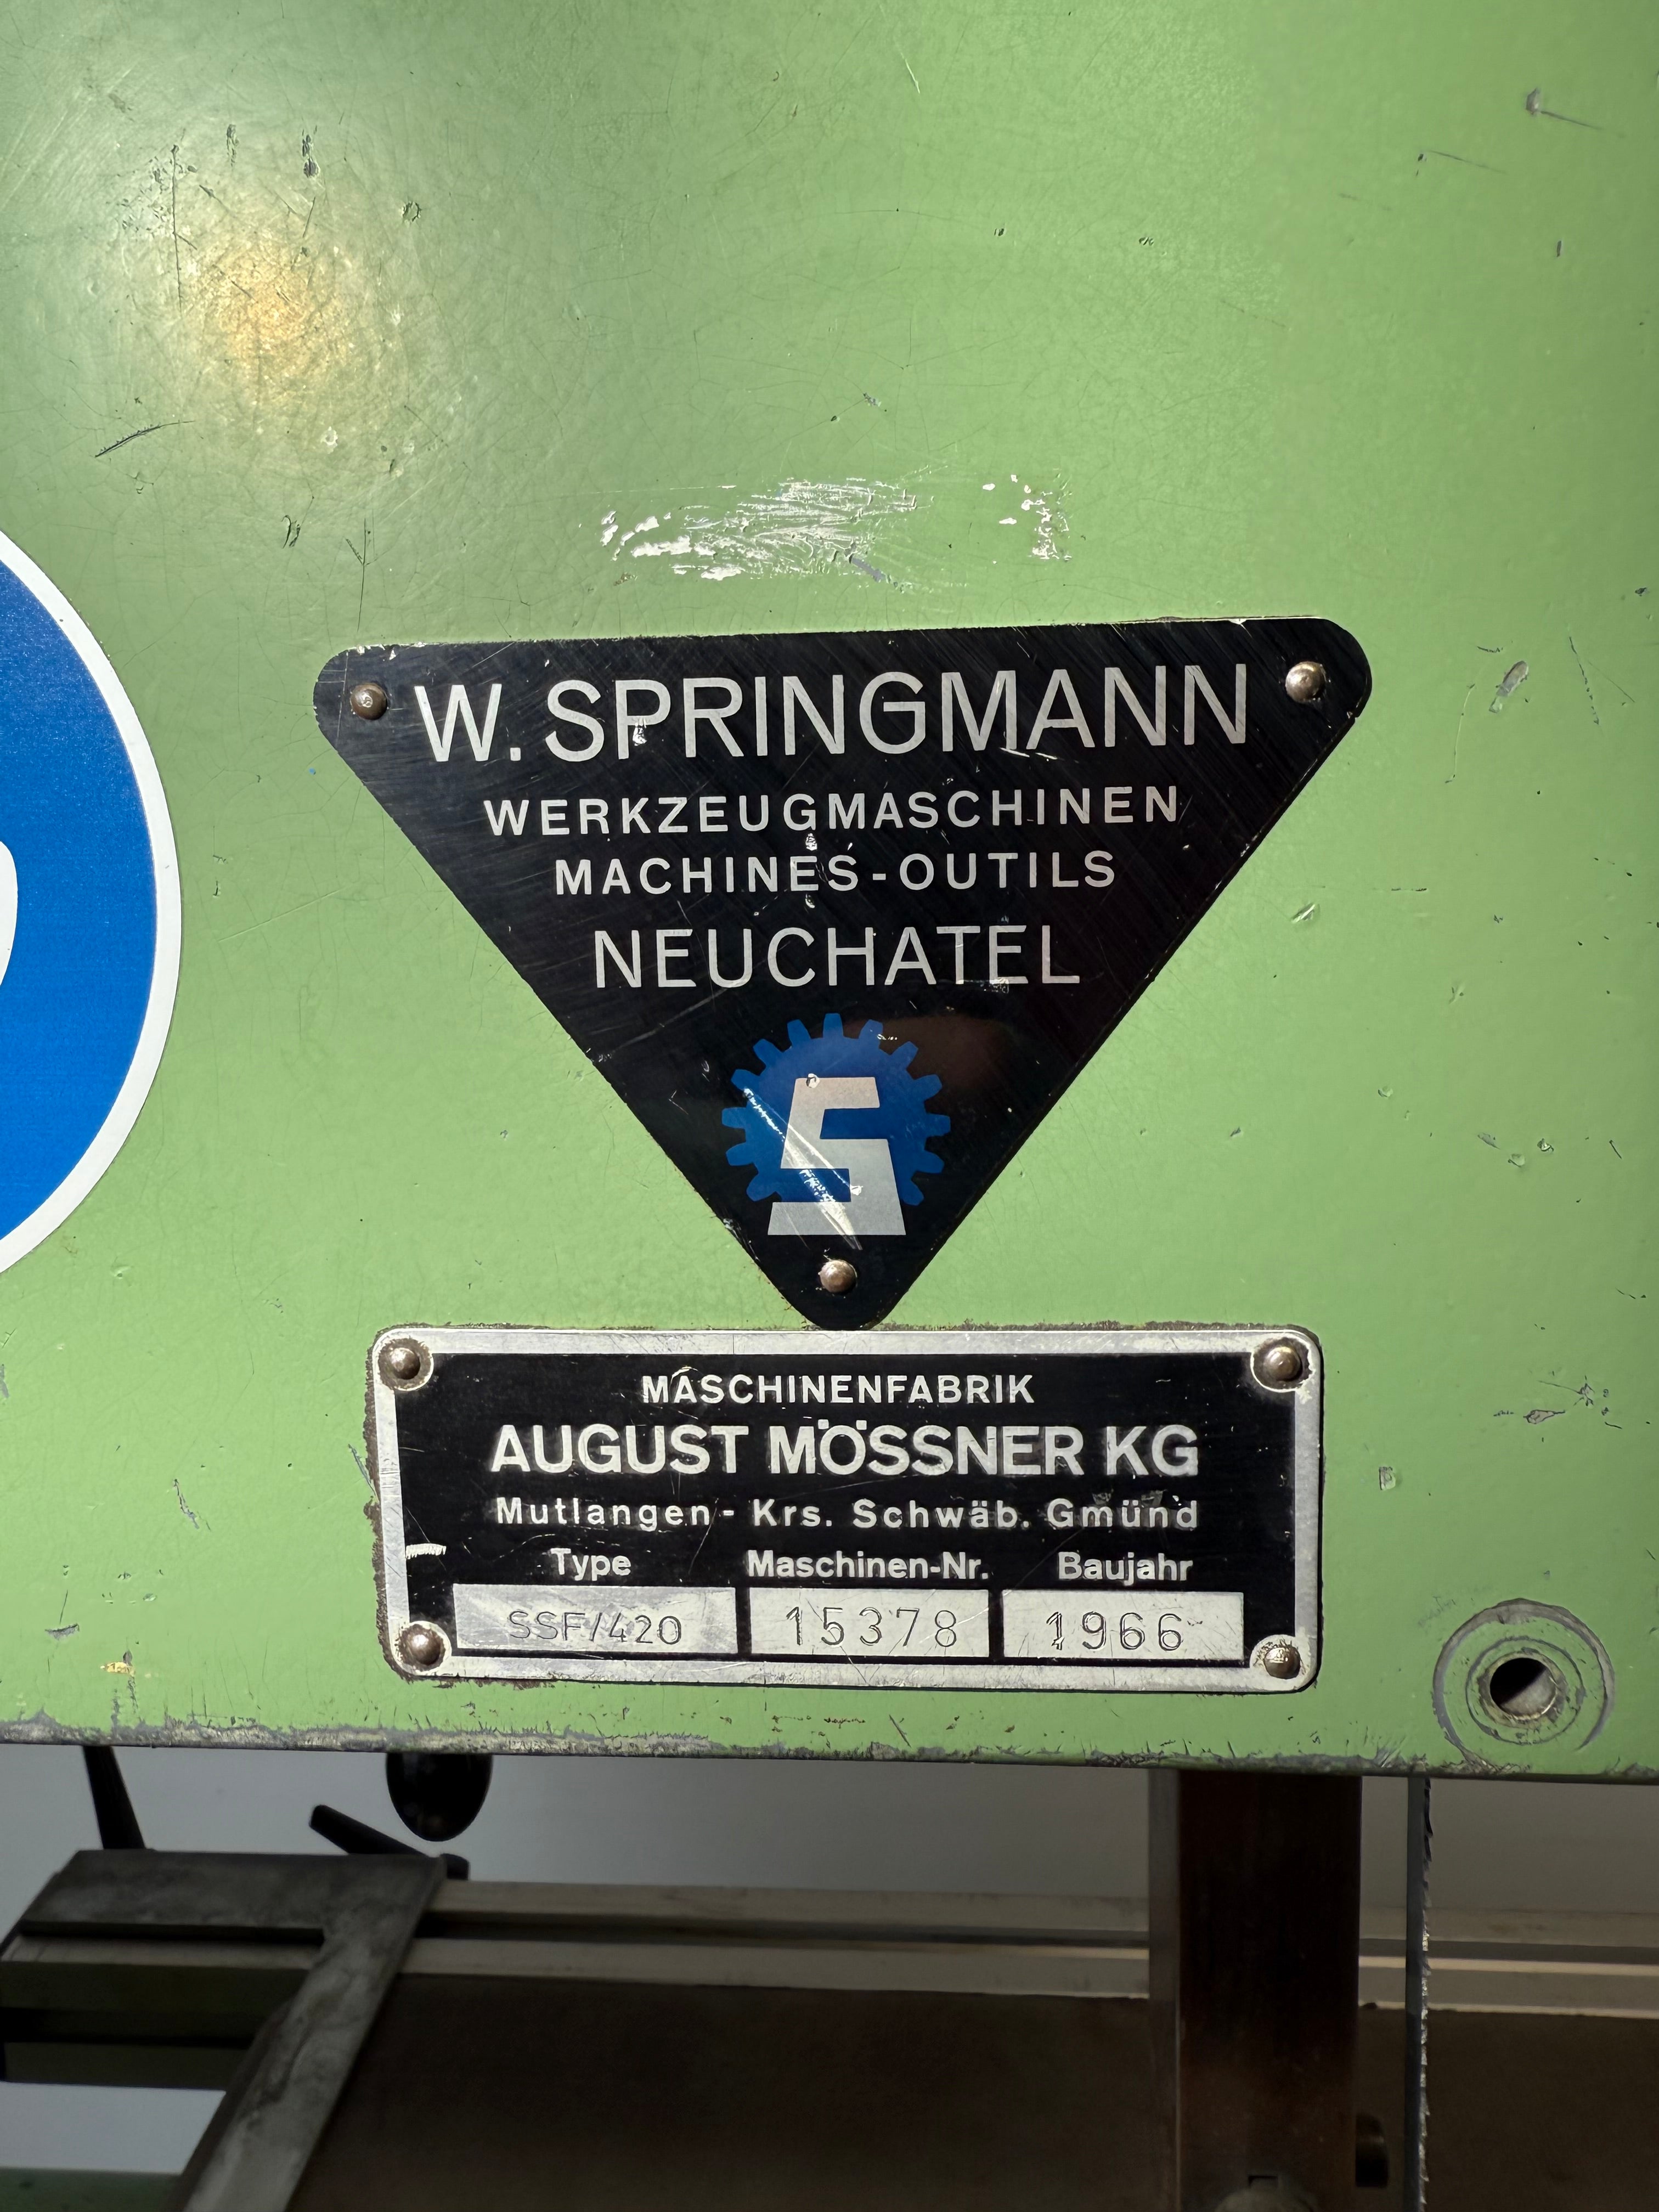 W. SPRINGMANN
WERKZEUGMASCHINEN
MACHINES-OUTILS
NEUCHATEL
S
MASCHINENFABRIK
AUGUST MÖSSNER KG
Mutlangen - Krs. Schwäb. Gmünd
Type Maschinen-Nr. Baujahr
SSF/420 15378 1966